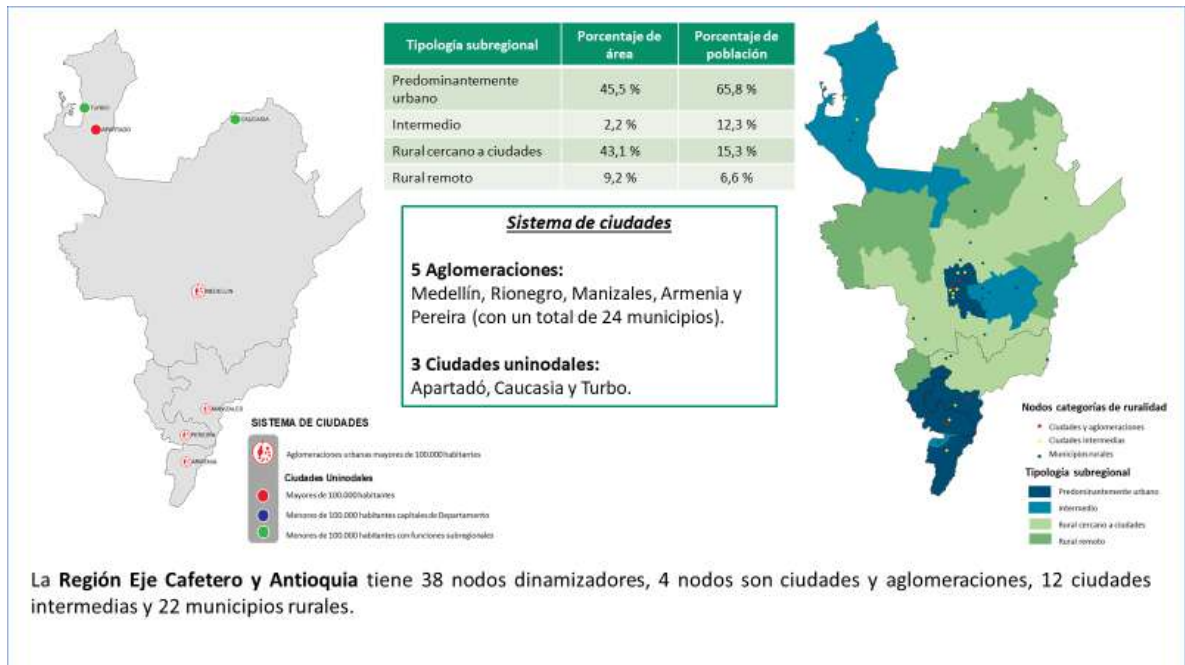 TURBO
APARTADO
CAUCASIA
MEDELLIN
MANIZALES
PEREIRA
ARMENIA
SISTEMA DE CIUDADES
Aglomeraciones urbanas mayores de 100.000 habitantes
Ciudades Uninodales
Mayores de 100.000 habitantes
Menores de 100.000 habitantes capitales de Departamento
Menores de 100.000 habitantes con funciones subregionales
Tipología subregional Porcentaje de área Porcentaje de población
Predominantemente urbano 45,5 % 65,8 %
Intermedio 2,2 % 12,3 %
Rural cercano a ciudades 43,1 % 15,3 %
Rural remoto 9,2 % 6,6 %
Sistema de ciudades
5 Aglomeraciones:
Medellín, Rionegro, Manizales, Armenia y
Pereira (con un total de 24 municipios).
3 Ciudades uninodales:
Apartadó, Caucasia y Turbo.
Nodos categorías de ruralidad
Ciudades y aglomeraciones
Ciudades intermedias
Municipios rurales
Tipología subregional
Predominantemente urbano
Intermedio
Rural cercano a ciudades
Rural remoto
La Región Eje Cafetero y Antioquia tiene 38 nodos dinamizadores, 4 nodos son ciudades y aglomeraciones, 12 ciudades
intermedias y 22 municipios rurales.